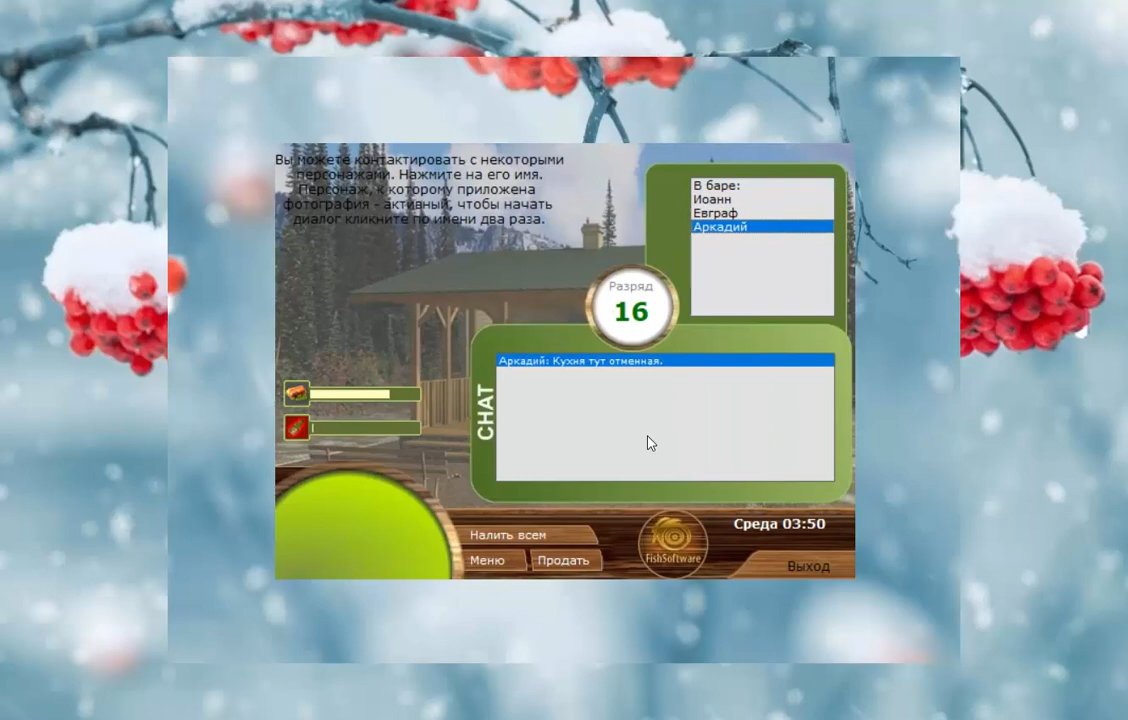 Вы можете контактировать с некоторыми
персонажами. Нажмите на его имя.
Персонаж, к которому приложена
фотография - активный, чтобы начать
диалог кликните по имени два раза.
В баре:
Иоанн
Евграф
Аркадий
Разряд
16
Аркадий: Кухня тут отменная.
CHAT
Налить всем
Меню
Продать
FishSoftware
Среда 03:50
Выход